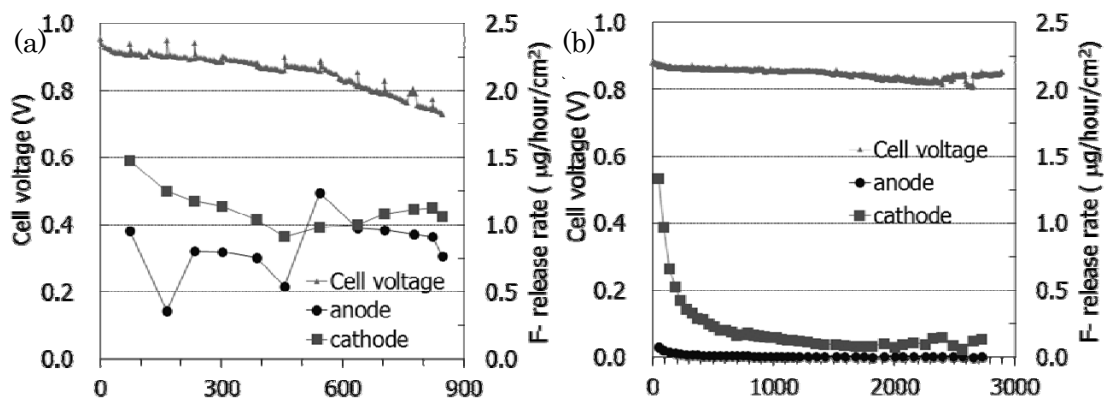 (a)
Cell voltage (V)
1.0
0.8
0.6
0.4
0.2
0.0
0
300
600
900
2.5
2.0
1.5
1.0
0.5
0.0
F- release rate ( µg/hour/cm²)
Cell voltage
anode
cathode
(b)
Cell voltage (V)
1.0
0.8
0.6
0.4
0.2
0.0
0
1000
2000
3000
2.5
2.0
1.5
1.0
0.5
0.0
F- release rate ( µg/hour/cm²)
Cell voltage
anode
cathode